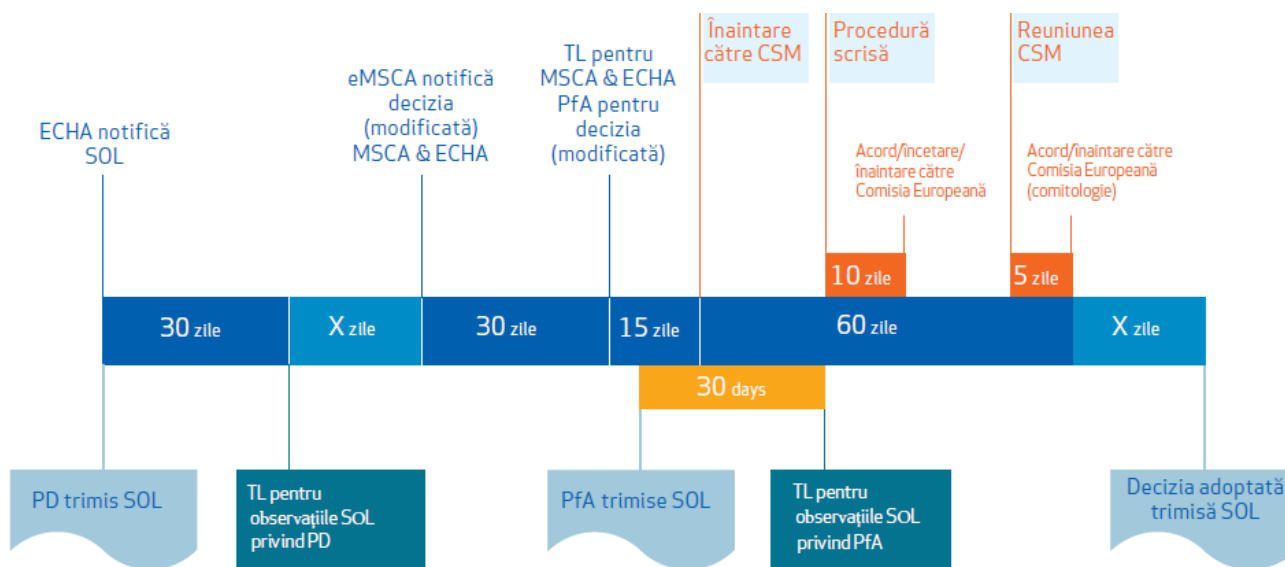 ECHA notifică
SOL
eMSCA notifică
decizia
(modificată)
MSCA & ECHA
TL pentru
MSCA & ECHA
PfA pentru
decizia
(modificată)
Înaintare
către CSM
Procedură
scrisă
Reuniunea
CSM
Acord/încetare/
înaintare către
Comisia Europeană
Acord/înaintare către
Comisia Europeană
(comitologie)
10 zile
5 zile
30 zile
X zile
30 zile
15 zile
60 zile
X zile
30 days
PD trimis SOL
TL pentru
observațiile SOL
privind PD
PfA trimise SOL
TL pentru
observațiile SOL
privind PfA
Decizia adoptată
trimisă SOL